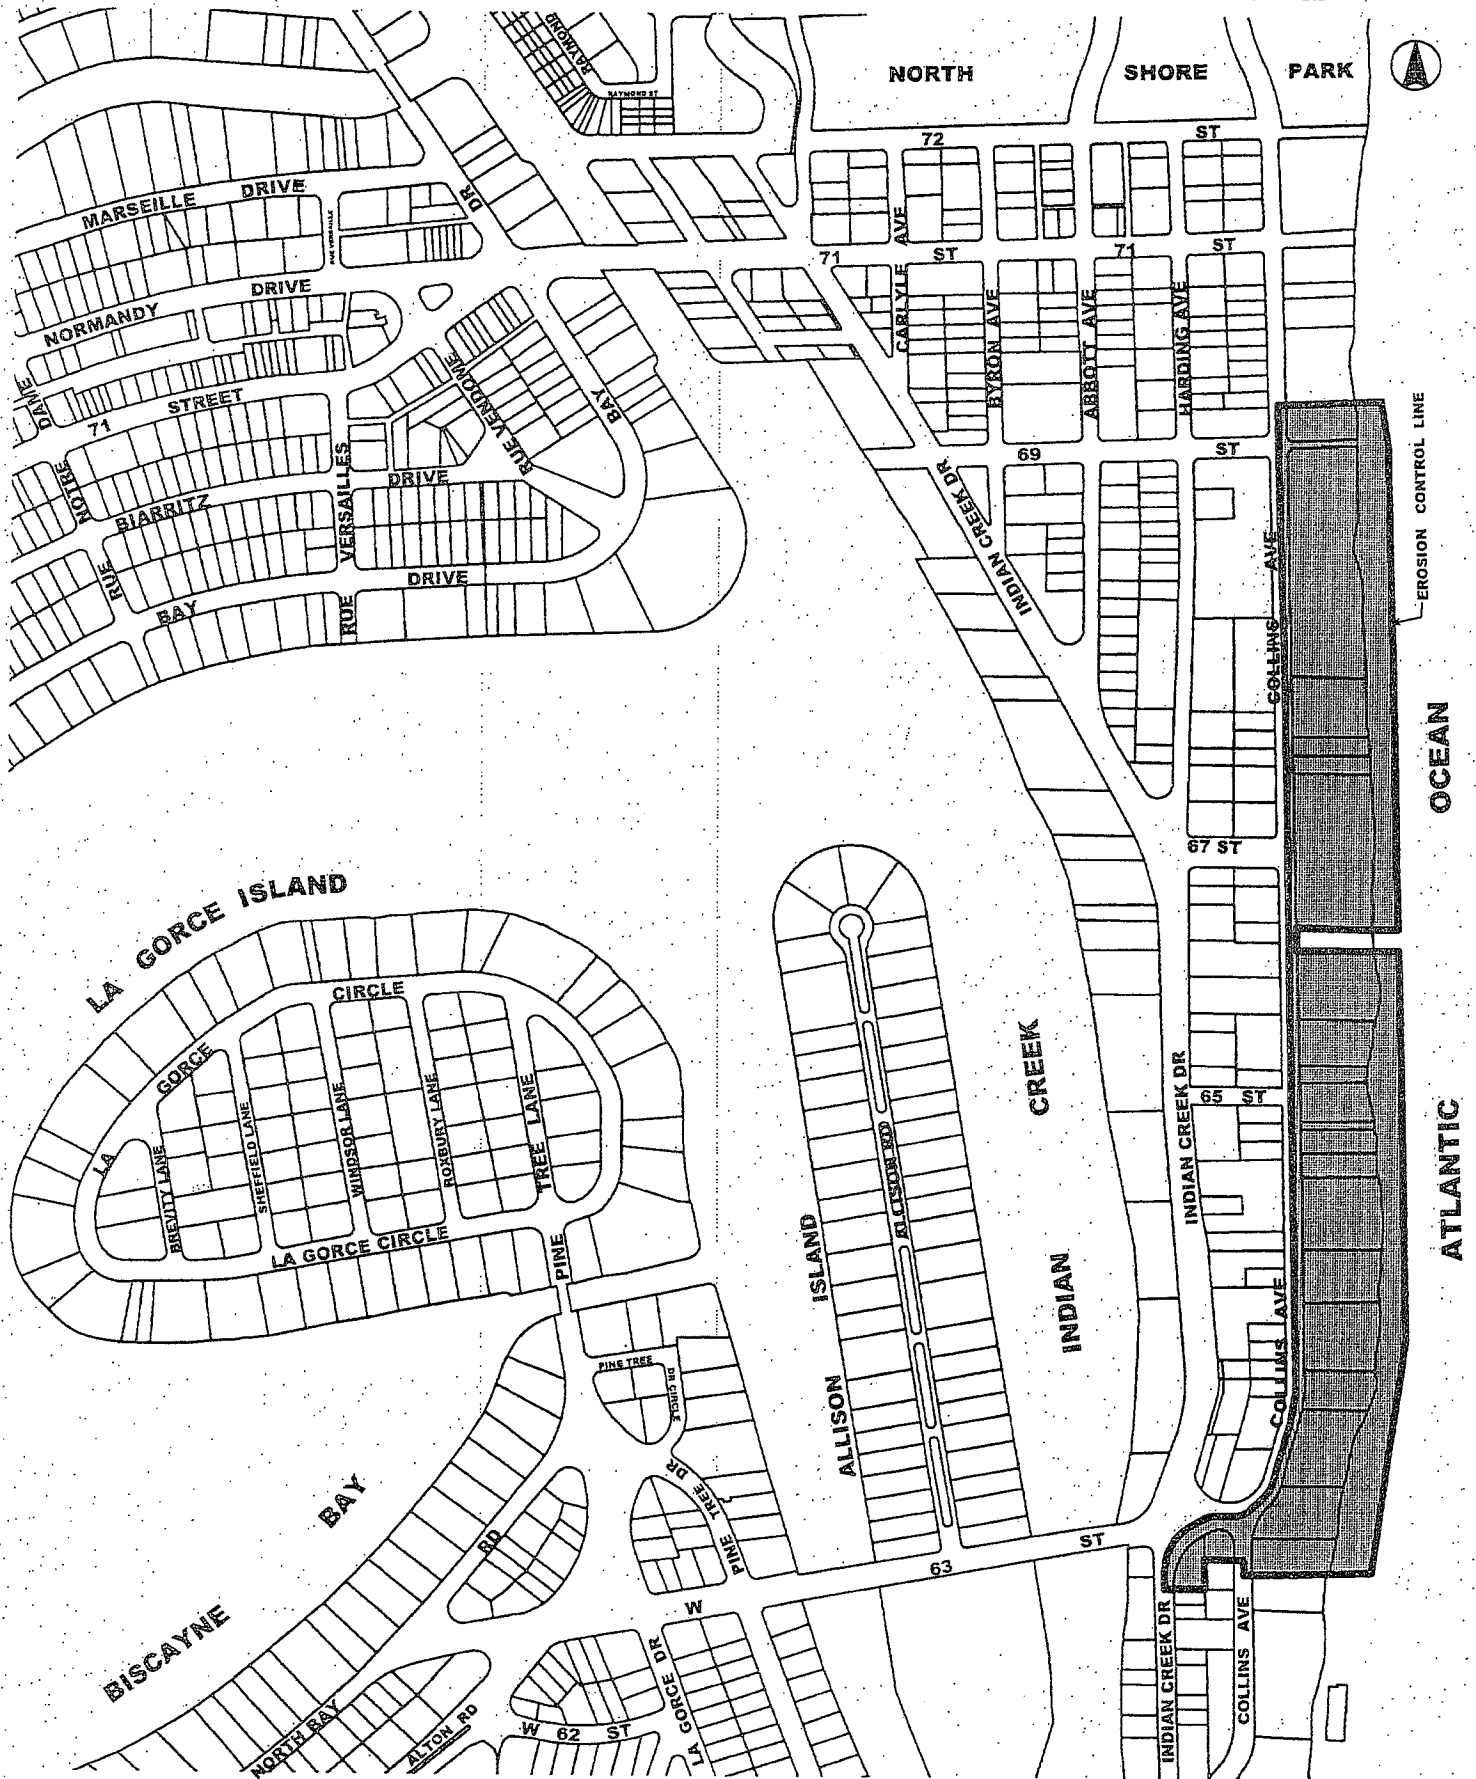 NORTH SHORE PARK
RAYMOND
RAYMOND ST
72 ST
MARSEILLE DRIVE
DR
RUE VERSAILLE
AVE
71 ST 71 ST
NORMANDY DRIVE
CARLYLE
BYRON AVE
ABBOTT AVE
HARDING AVE
DAME
71 STREET
RUE VENDOME
BAY
NOTRE
BIARRITZ DRIVE
VERSAILLES
69 ST
INDIAN CREEK DR
INDIAN CREEK DR
COLLINS AVE
EROSION CONTROL LINE
RUE
BAY DRIVE
RUE
OCEAN
67 ST
LA GORCE ISLAND
LA GORCE CIRCLE
BREVITY LANE
SHEFFIELD LANE
WINDSOR LANE
ROXBURY LANE
TREE LANE
PINE
LA GORCE CIRCLE
ALLISON RD
ALLISON ISLAND
INDIAN CREEK
INDIAN CREEK DR
65 ST
COLLINS AVE
ATLANTIC
PINE TREE
DR CIRCLE
PINE TREE DR
BISCAYNE BAY
RD
W 63 ST
NORTH BAY
ALTON RD
W 62 ST
LA GORCE DR
INDIAN CREEK DR
COLLINS AVE